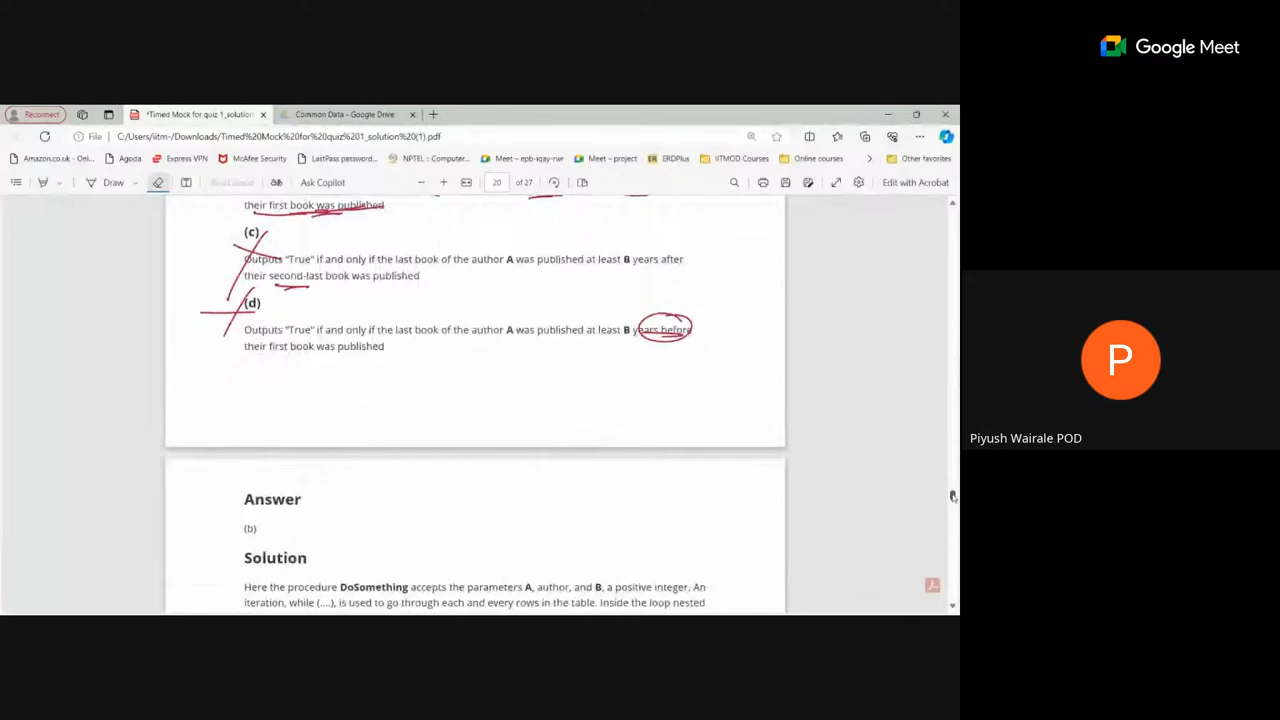 Google Meet
Reconnect
*Timed Mock for quiz 1_solution
Common Data - Google Drive
File
C:/Users/iitm-/Downloads/Timed%20Mock%20for%20quiz%201_solution%20(1).pdf
Amazon.co.uk - Onl...
Agoda
Express VPN
McAfee Security
LastPass password...
NPTEL :: Computer...
Meet – epb-iqay-rwr
Meet – project
ERDPlus
IITMOD Courses
Online courses
Other favorites
Draw
Read aloud
Ask Copilot
20 of 27
Edit with Acrobat
their first book was published
(c)
Outputs "True" if and only if the last book of the author A was published at least B years after
their second-last book was published
(d)
Outputs "True" if and only if the last book of the author A was published at least B years before
their first book was published
Answer
(b)
Solution
Here the procedure DoSomething accepts the parameters A, author, and B, a positive integer. An
iteration, while (....), is used to go through each and every rows in the table. Inside the loop nested
P
Piyush Wairale POD